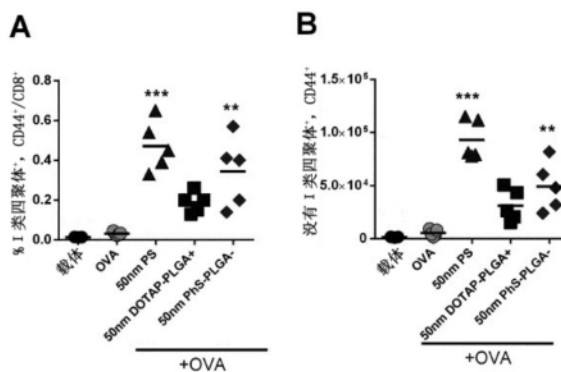 A
% I 类四聚体+, CD44+/CD8+
0.8
0.6
0.4
0.2
0.0
***
**
载体
OVA
50nm PS
50nm DOTAP-PLGA+
50nm PhS-PLGA-
+OVA
B
没有 I 类四聚体+, CD44+
1.5×10⁵
1.0×10⁵
5.0×10⁴
0.0
***
**
载体
OVA
50nm PS
50nm DOTAP-PLGA+
50nm PhS-PLGA-
+OVA